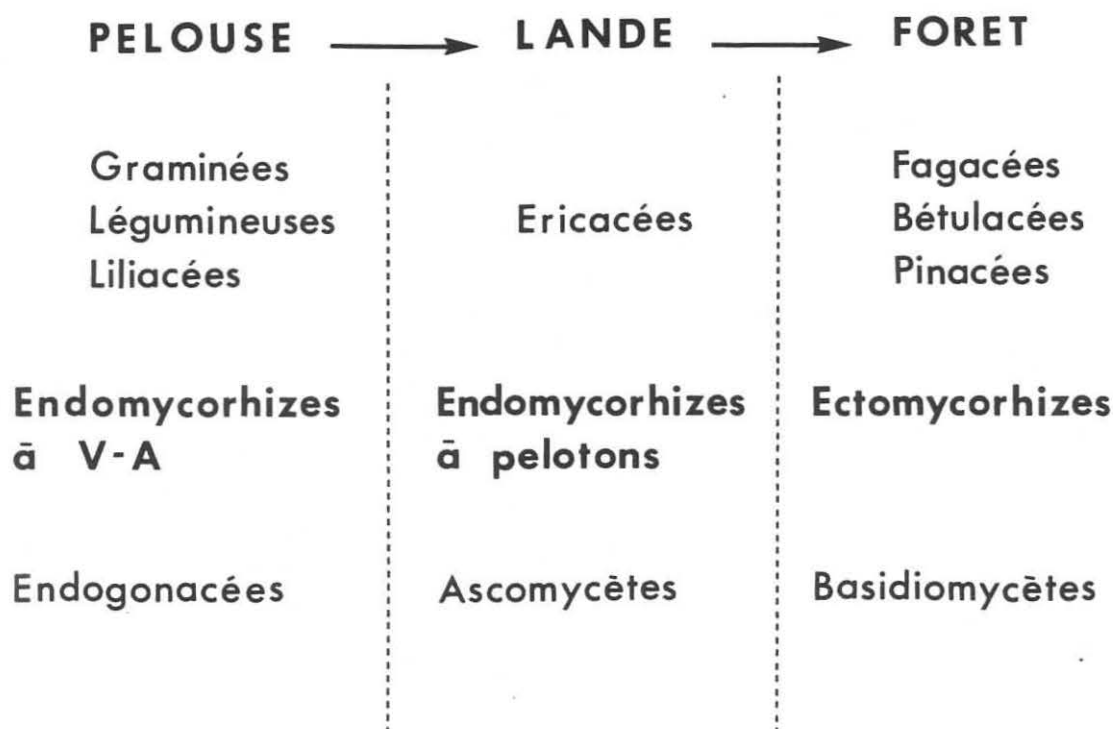 PELOUSE LANDE FORET
Graminées
Légumineuses
Liliacées
Ericacées
Fagacées
Bétulacées
Pinacées
Endomycorhizes
à V-A
Endomycorhizes
à pelotons
Ectomycorhizes
Endogonacées
Ascomycètes
Basidiomycètes